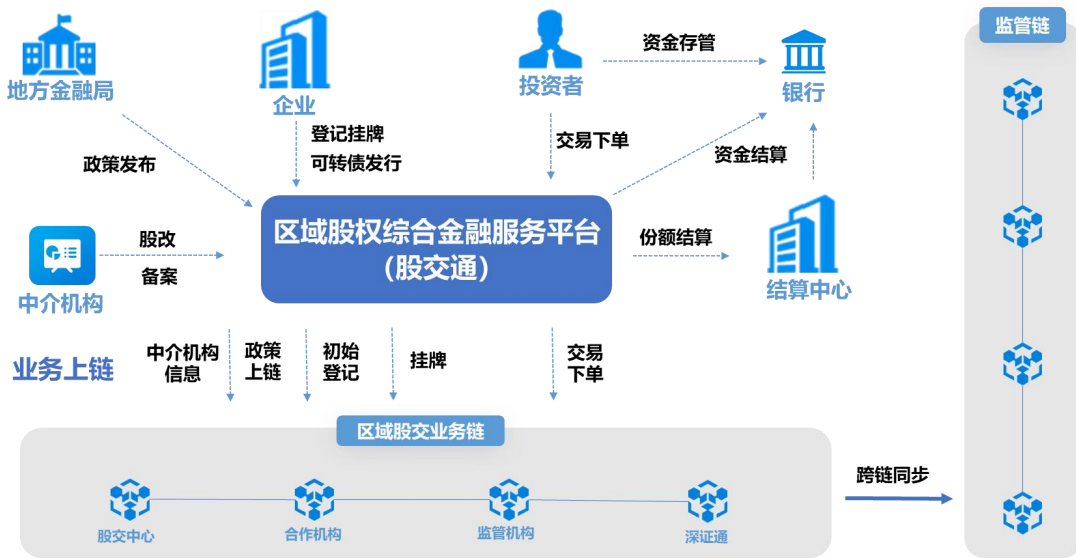 监管链
地方金融局
企业
投资者
资金存管
银行
政策发布
登记挂牌
可转债发行
交易下单
资金结算
中介机构
股改
备案
区域股权综合金融服务平台
(股交通)
份额结算
结算中心
业务上链
中介机构
信息
政策
上链
初始
登记
挂牌
交易
下单
区域股交业务链
股交中心
合作机构
监管机构
深证通
跨链同步